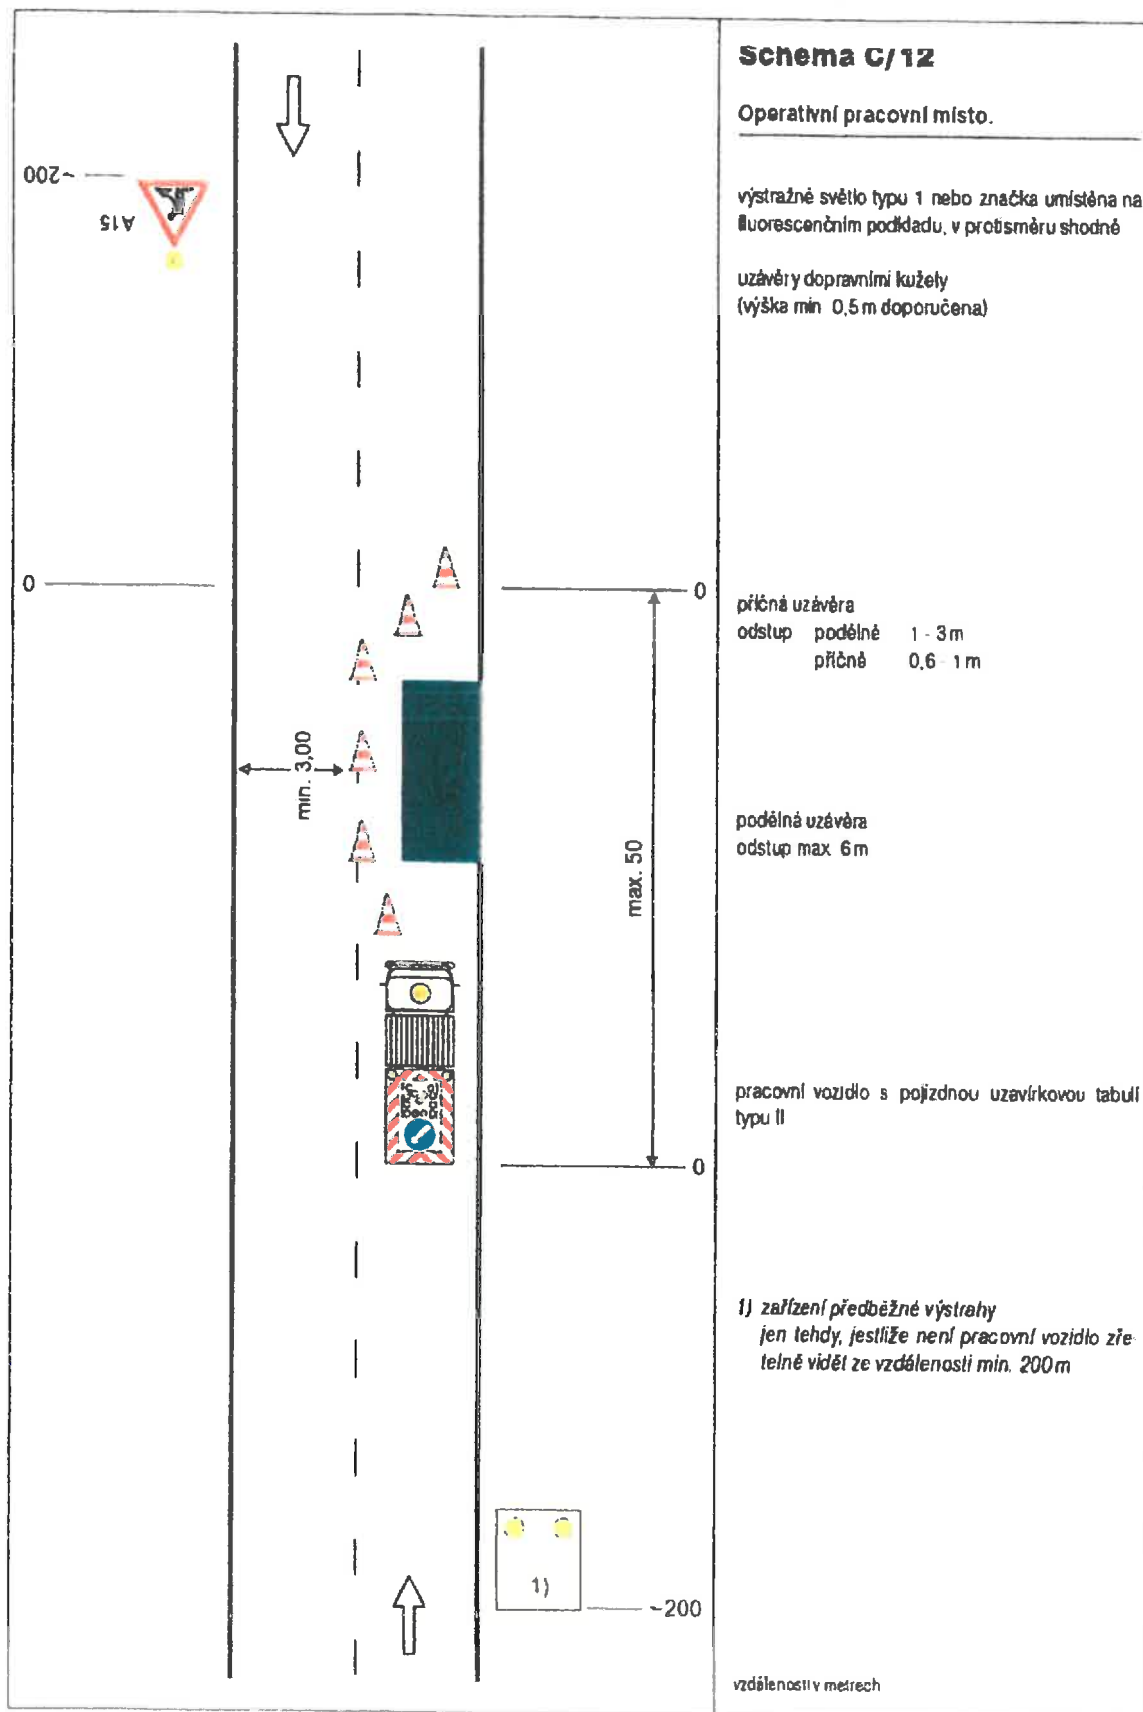 Schema C/12
Operativní pracovní místo.
výstražné světlo typu 1 nebo značka umístěna na
fluorescenčním podkladu, v protisměru shodně
uzávěry dopravními kužely
(výška min 0,5 m doporučena)
příčná uzávěra
odstup podélně 1 - 3 m
příčně 0,6 - 1 m
podélná uzávěra
odstup max. 6 m
pracovní vozidlo s pojízdnou uzavírkovou tabulí
typu II
1) zařízení předběžné výstrahy
jen tehdy, jestliže není pracovní vozidlo zře-
telně vidět ze vzdálenosti min. 200 m
vzdálenosti v metrech
~200
A15
0
0
min. 3,00
max. 50
0
1)
~200